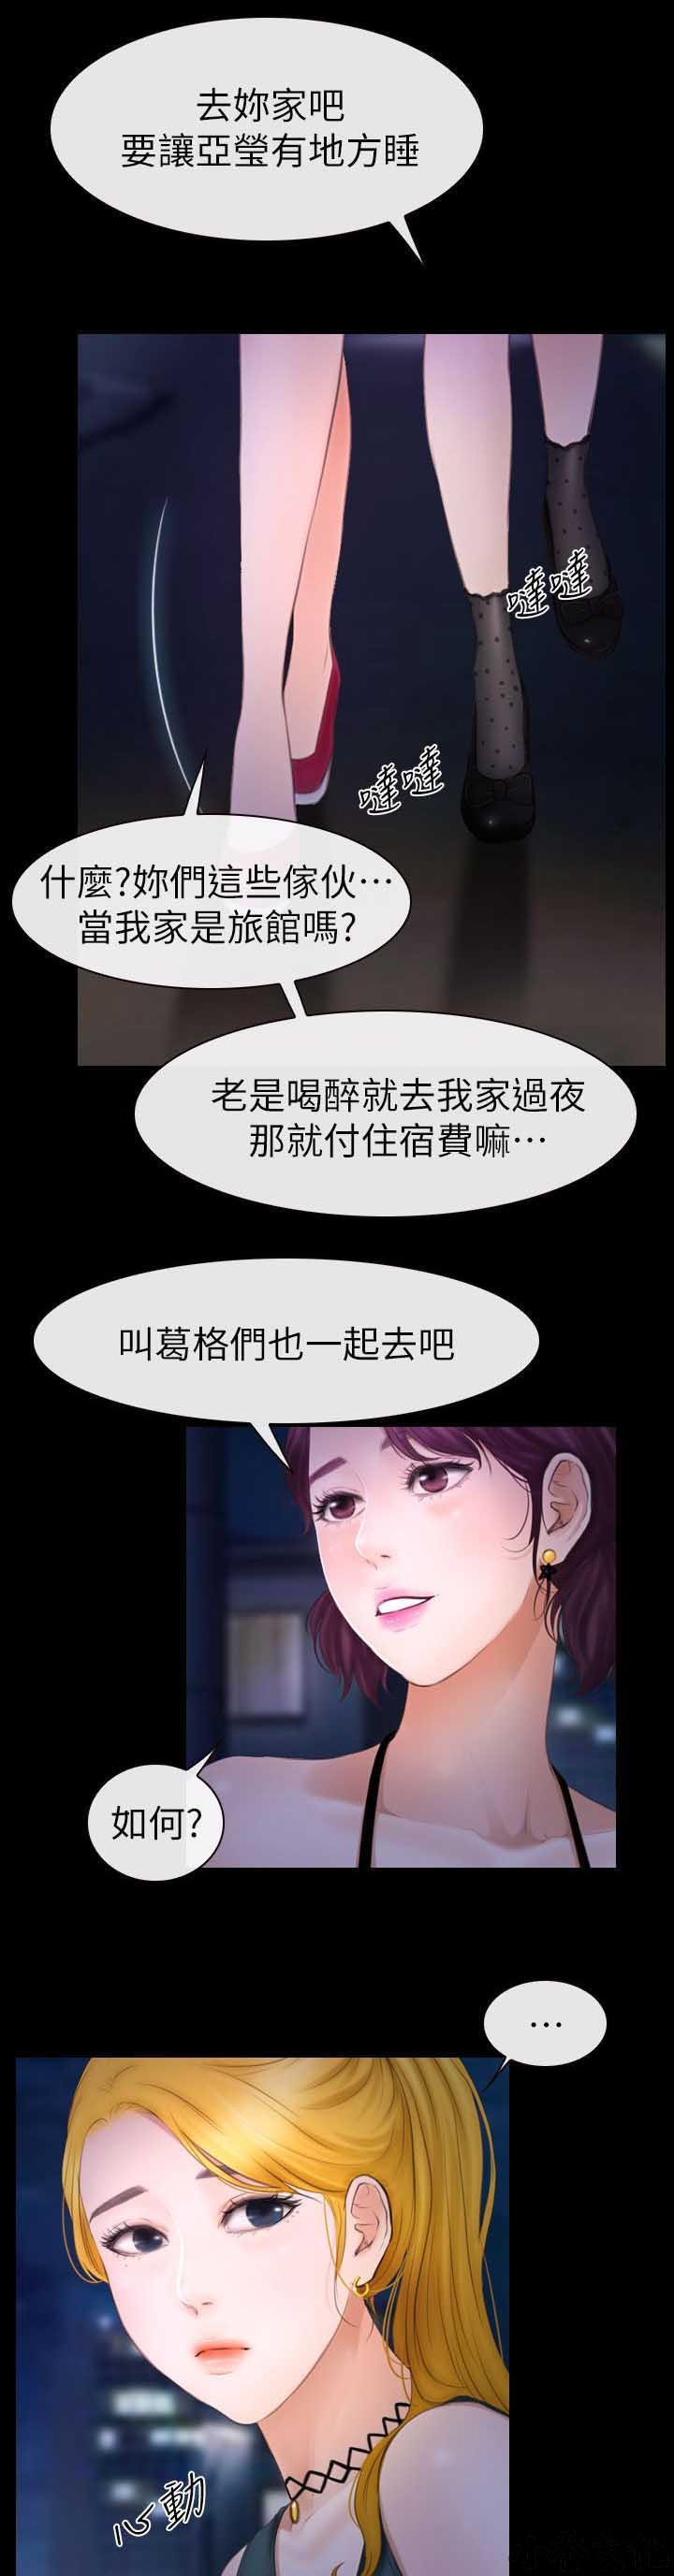 去妳家吧
要讓亞瑩有地方睡
噠噠
噠噠
什麼?妳們這些傢伙…
當我家是旅館嗎?
老是喝醉就去我家過夜
那就付住宿費嘛…
叫葛格們也一起去吧
如何?
…
心動